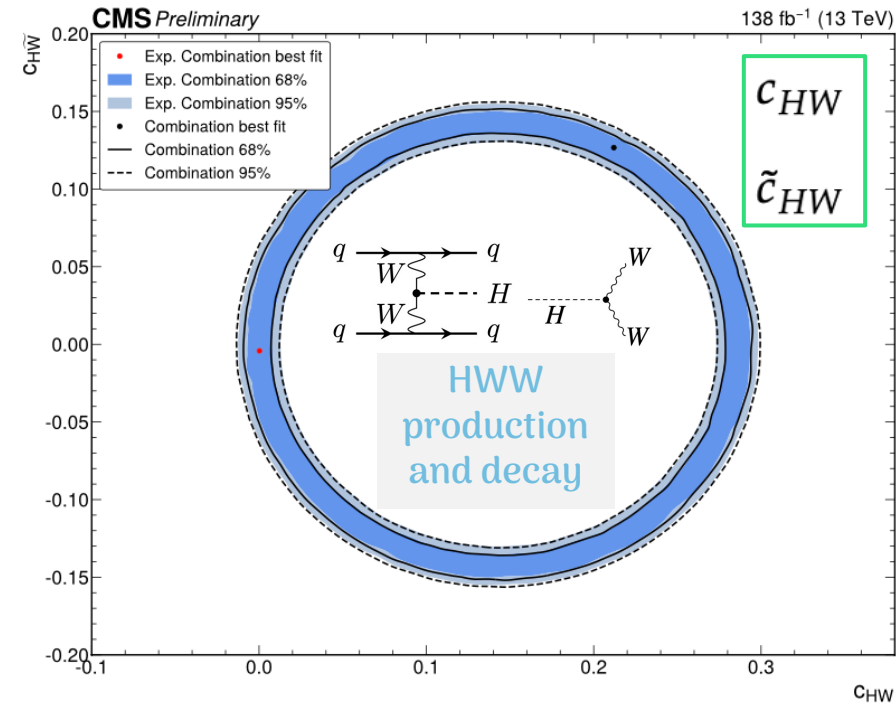 CMS Preliminary
138 fb⁻¹ (13 TeV)
c_HW̃
0.20
0.15
0.10
0.05
0.00
-0.05
-0.10
-0.15
-0.20
Exp. Combination best fit
Exp. Combination 68%
Exp. Combination 95%
Combination best fit
Combination 68%
Combination 95%
c_HW
c̃_HW
q
q
W
H
W
q
q
W
H
W
HWW
production
and decay
-0.1
0.0
0.1
0.2
0.3
c_HW